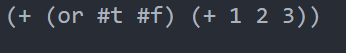 (+ (or #t #f) (+ 1 2 3))